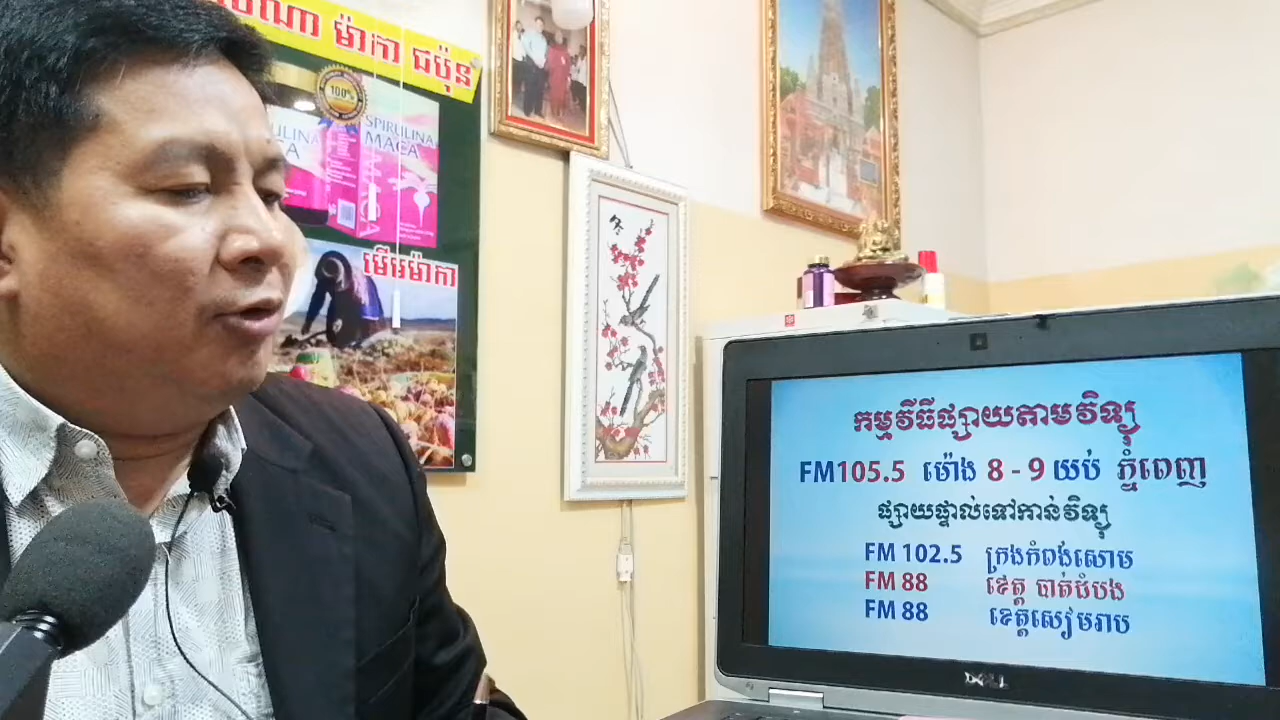 ម៉ាកា ជប៉ុន
100%
SPIRULINA
MACA
មើមម៉ាកា
冬
កម្មវិធីផ្សាយតាមវិទ្យុ
FM105.5 ម៉ោង 8 - 9 យប់ ភ្នំពេញ
ផ្សាយផ្ទាល់ទៅកាន់វិទ្យុ
FM 102.5 ក្រុងកំពង់សោម
FM 88 ខេត្ត បាត់ដំបង
FM 88 ខេត្តសៀមរាប
DELL